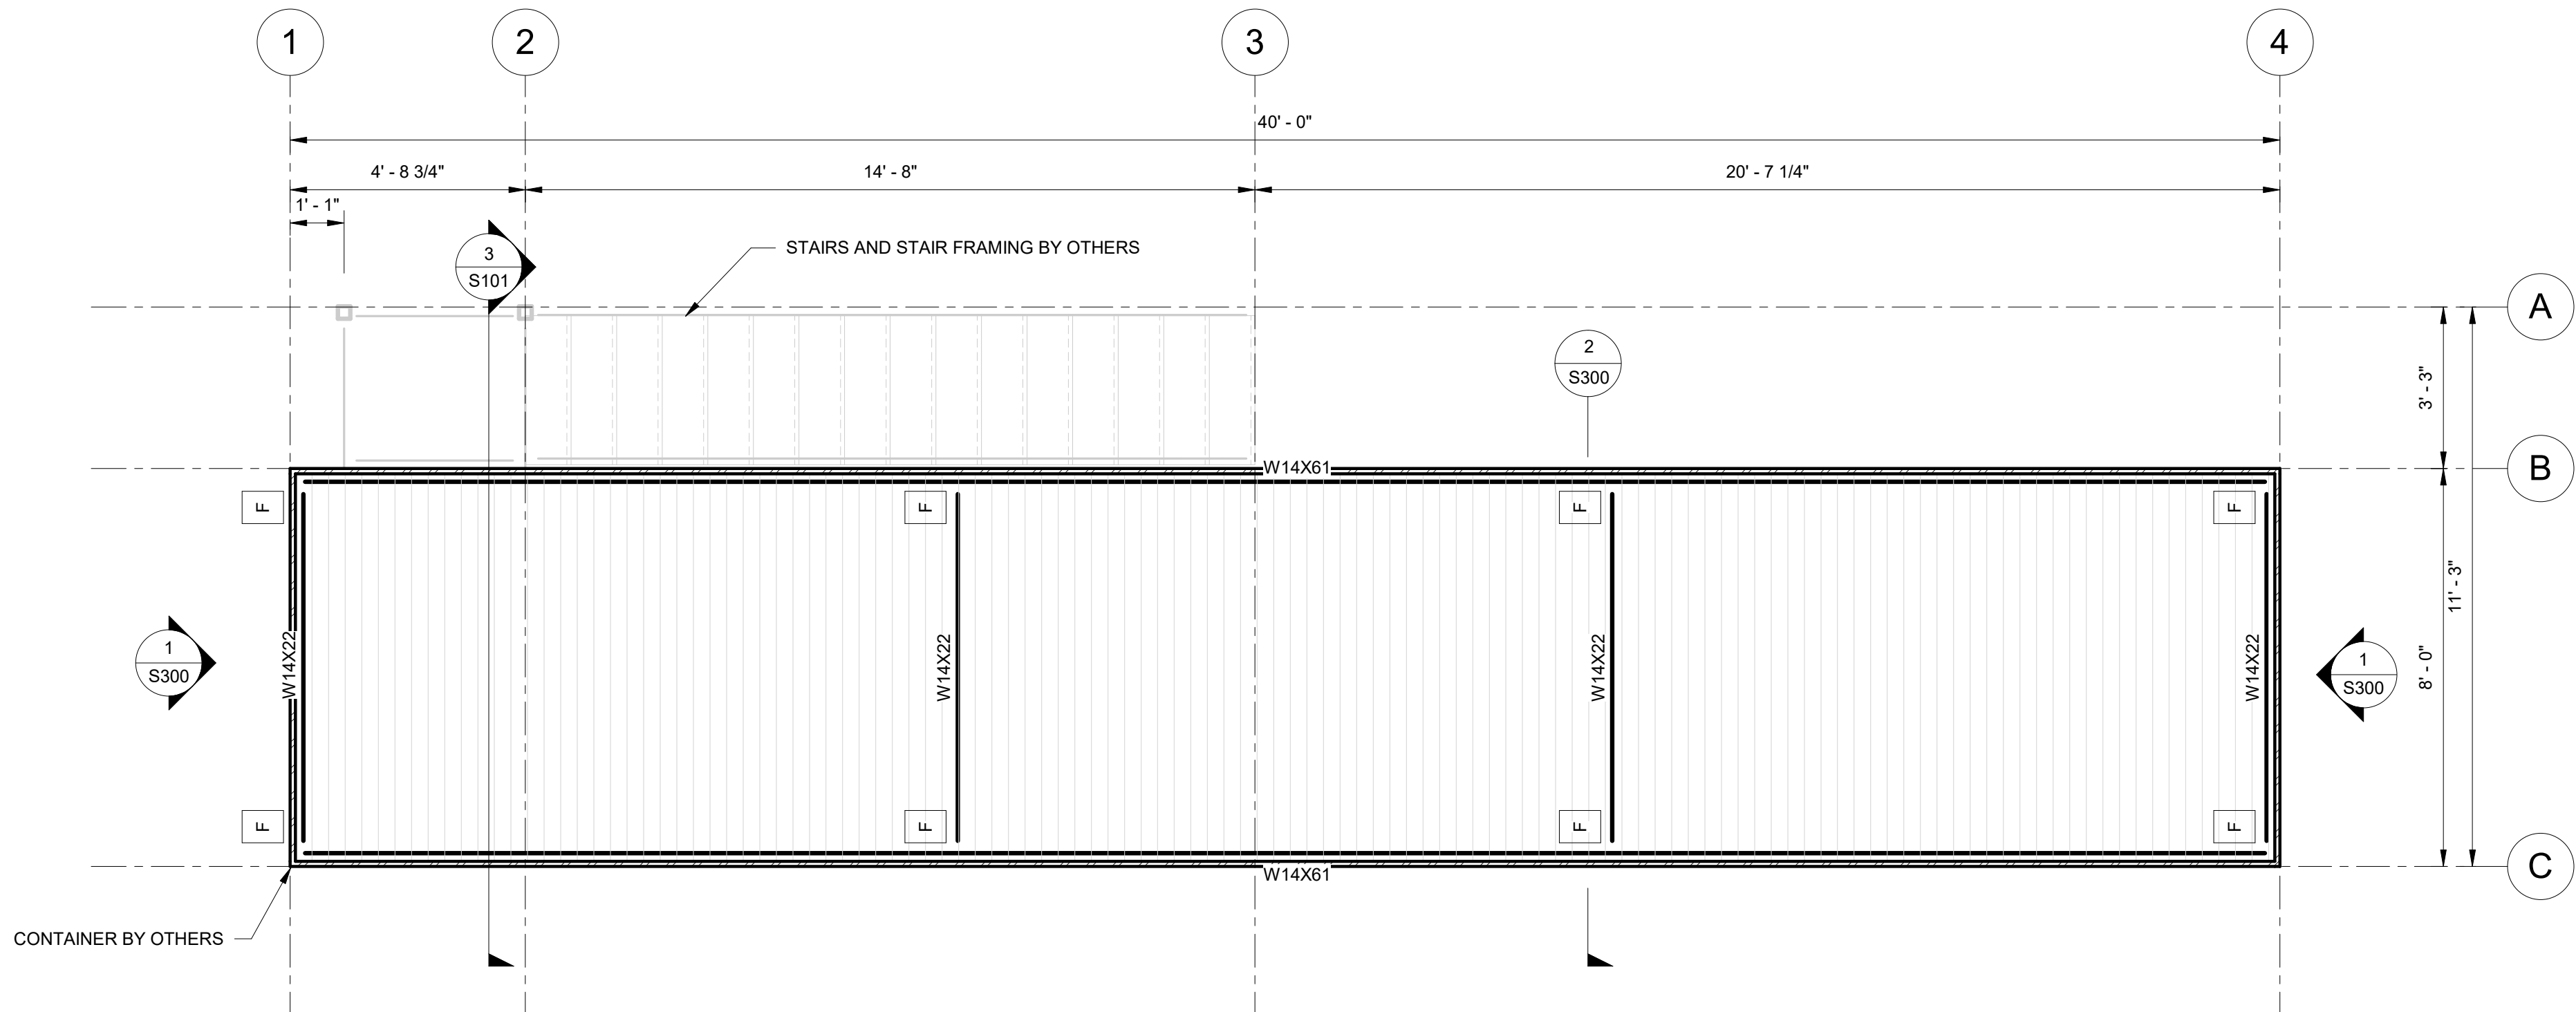 1
2
3
4
40' - 0"
4' - 8 3/4"
14' - 8"
20' - 7 1/4"
1' - 1"
3
S101
STAIRS AND STAIR FRAMING BY OTHERS
A
2
S300
3' - 3"
B
W14X61
F
F
F
F
11' - 3"
1
S300
W14X22
W14X22
W14X22
W14X22
1
S300
8' - 0"
F
F
F
F
C
W14X61
CONTAINER BY OTHERS